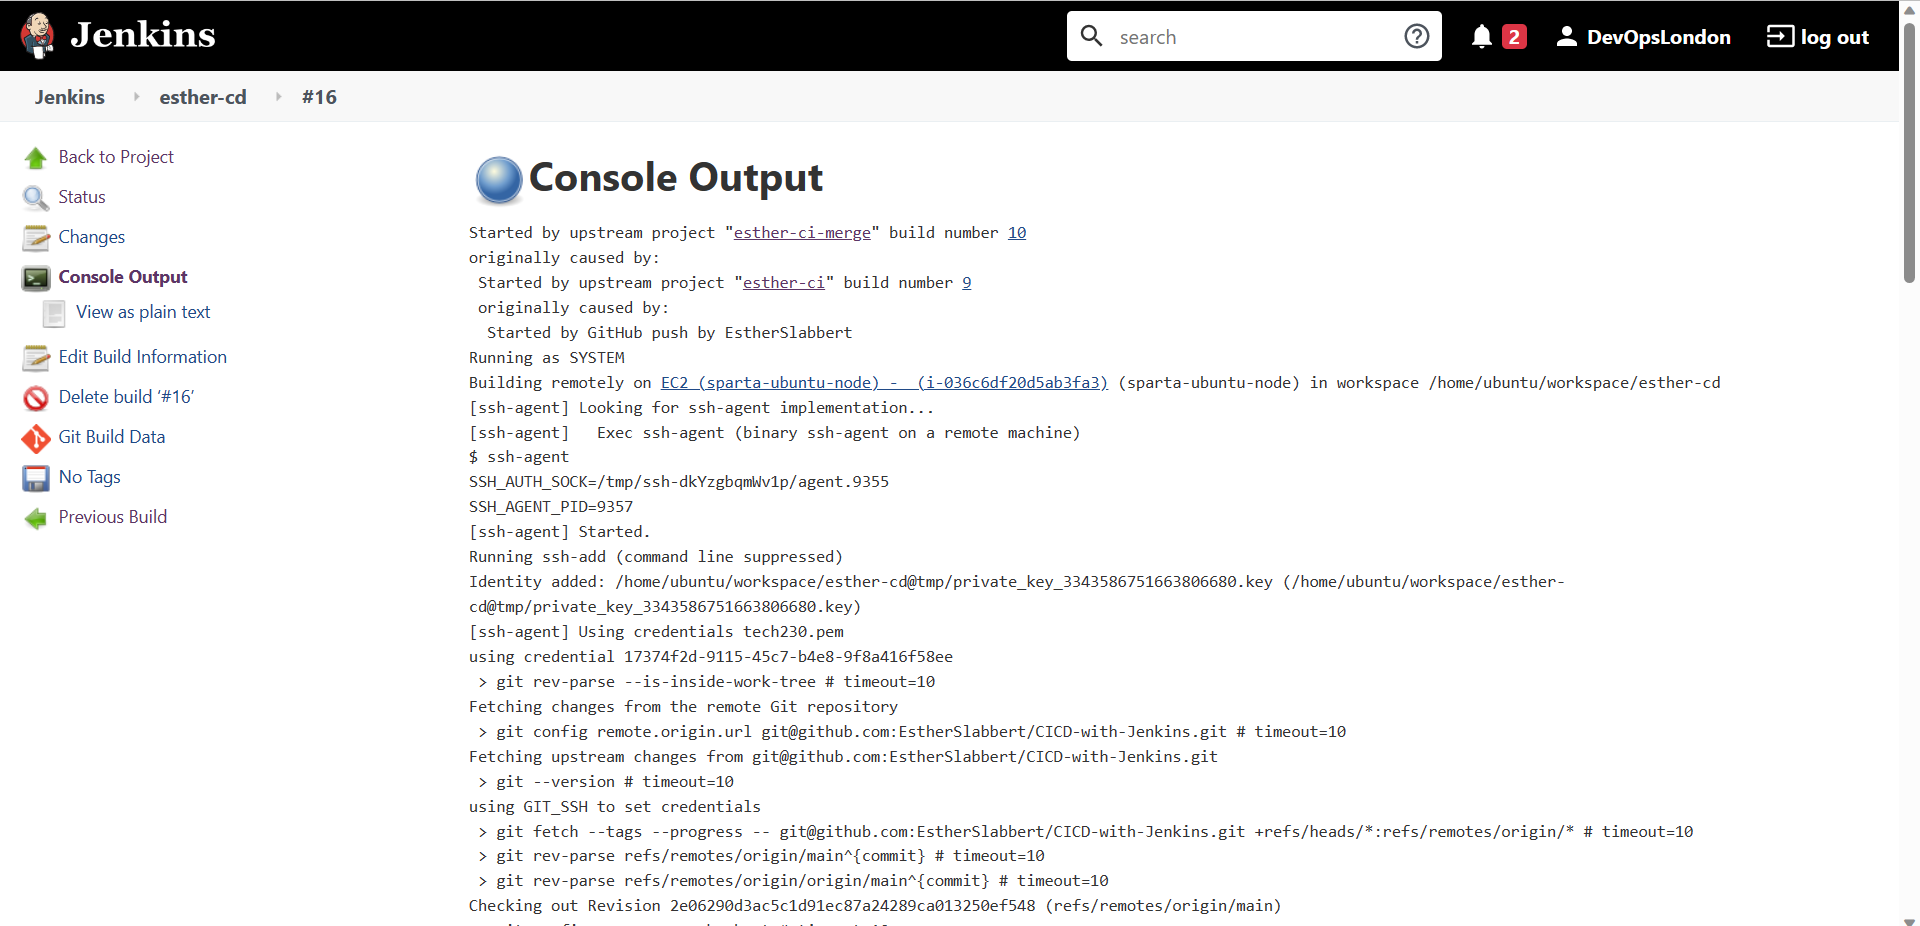 Jenkins
search
2
DevOpsLondon
log out
Jenkins
esther-cd
#16
Back to Project
Status
Changes
Console Output
View as plain text
Edit Build Information
Delete build ‘#16’
Git Build Data
No Tags
Previous Build
Console Output
Started by upstream project "esther-ci-merge" build number 10
originally caused by:
Started by upstream project "esther-ci" build number 9
originally caused by:
Started by GitHub push by EstherSlabbert
Running as SYSTEM
Building remotely on EC2 (sparta-ubuntu-node) -  (i-036c6df20d5ab3fa3) (sparta-ubuntu-node) in workspace /home/ubuntu/workspace/esther-cd
[ssh-agent] Looking for ssh-agent implementation...
[ssh-agent]   Exec ssh-agent (binary ssh-agent on a remote machine)
$ ssh-agent
SSH_AUTH_SOCK=/tmp/ssh-dkYzgbqmWv1p/agent.9355
SSH_AGENT_PID=9357
[ssh-agent] Started.
Running ssh-add (command line suppressed)
Identity added: /home/ubuntu/workspace/esther-cd@tmp/private_key_3343586751663806680.key (/home/ubuntu/workspace/esther-
cd@tmp/private_key_3343586751663806680.key)
[ssh-agent] Using credentials tech230.pem
using credential 17374f2d-9115-45c7-b4e8-9f8a416f58ee
> git rev-parse --is-inside-work-tree # timeout=10
Fetching changes from the remote Git repository
> git config remote.origin.url git@github.com:EstherSlabbert/CICD-with-Jenkins.git # timeout=10
Fetching upstream changes from git@github.com:EstherSlabbert/CICD-with-Jenkins.git
> git --version # timeout=10
using GIT_SSH to set credentials
> git fetch --tags --progress -- git@github.com:EstherSlabbert/CICD-with-Jenkins.git +refs/heads/*:refs/remotes/origin/* # timeout=10
> git rev-parse refs/remotes/origin/main^{commit} # timeout=10
> git rev-parse refs/remotes/origin/origin/main^{commit} # timeout=10
Checking out Revision 2e06290d3ac5c1d91ec87a24289ca013250ef548 (refs/remotes/origin/main)